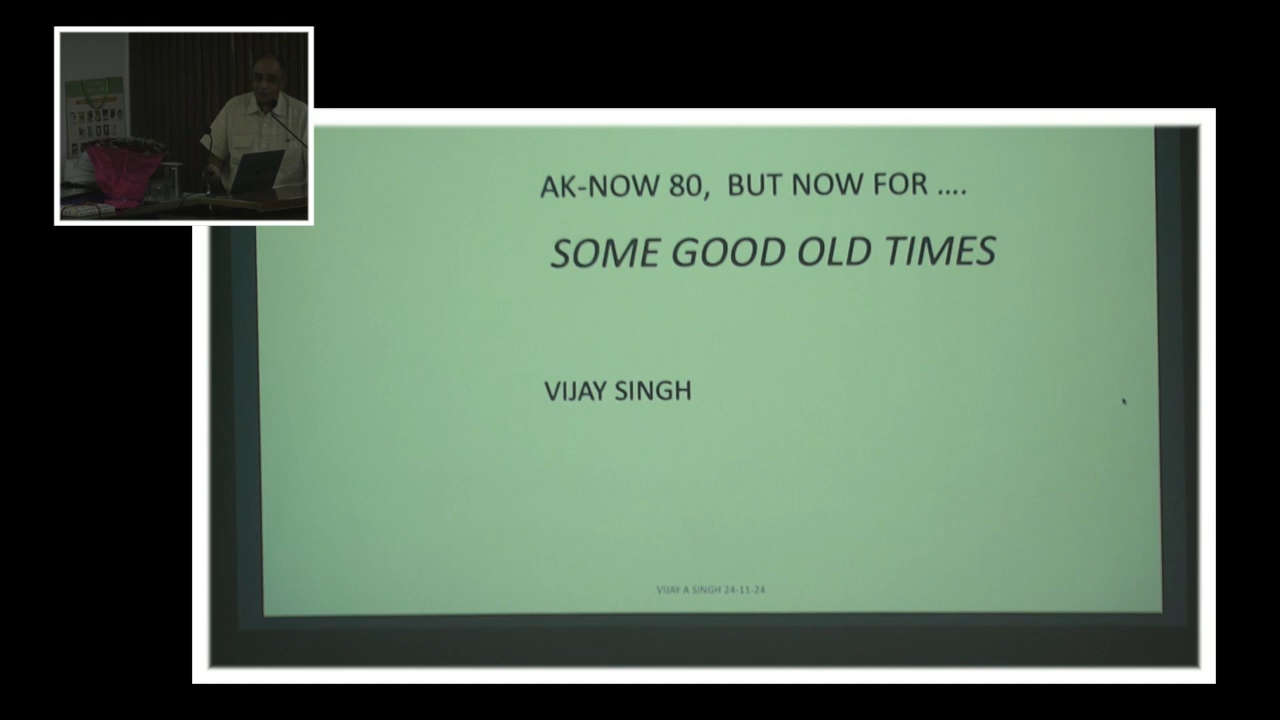 AK-NOW 80, BUT NOW FOR ....
SOME GOOD OLD TIMES
VIJAY SINGH
VIJAY A SINGH 24-11-24